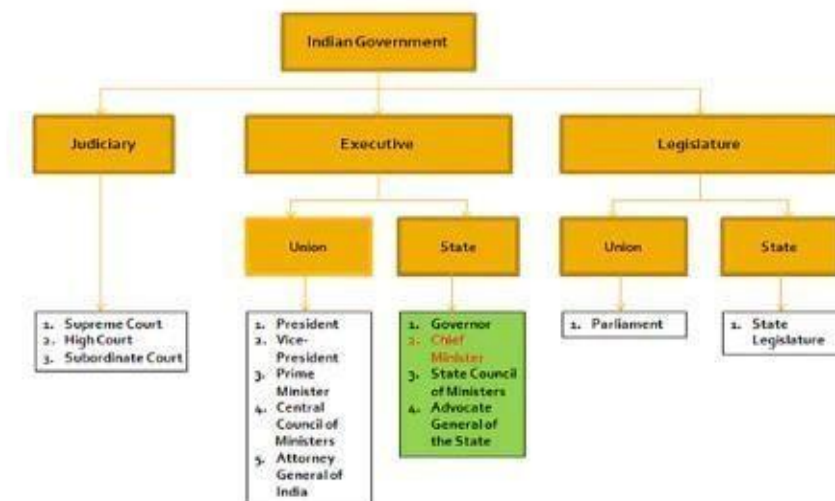 Indian Government
Judiciary
Executive
Legislature
Union
State
Union
State
1. Supreme Court
2. High Court
3. Subordinate Court
1. President
2. Vice-
President
3. Prime
Minister
4. Central
Council of
Ministers
5. Attorney
General of
India
1. Governor
2. Chief
Minister
3. State Council
of Ministers
4. Advocate
General of
the State
1. Parliament
1. State
Legislature